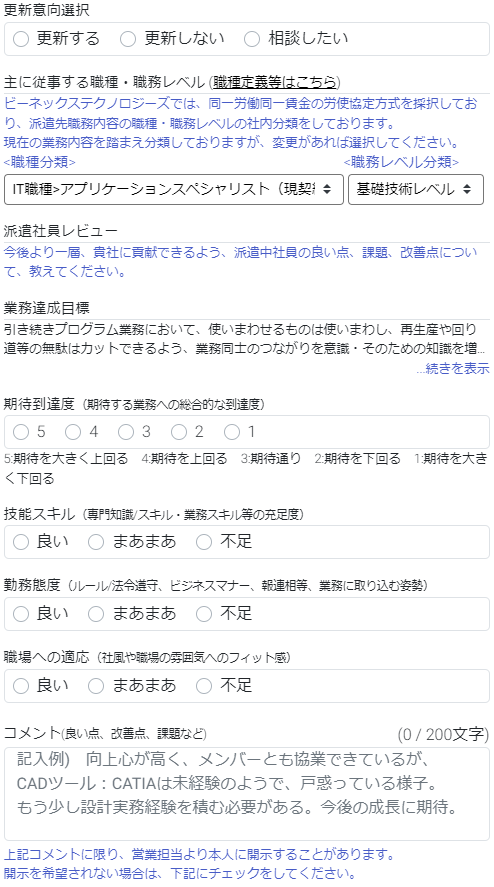 更新意向選択
更新する 更新しない 相談したい
主に従事する職種・職務レベル (職種定義等はこちら)
ビーネックステクノロジーズでは、同一労働同一賃金の労使協定方式を採択してお
り、派遣先職務内容の職種・職務レベルの社内分類をしております。
現在の業務内容を踏まえ分類しておりますが、変更があれば選択してください。
<職種分類> <職務レベル分類>
IT職種>アプリケーションスペシャリスト（現契 基礎技術レベル
派遣社員レビュー
今後より一層、貴社に貢献できるよう、派遣中社員の良い点、課題、改善点につい
て、教えてください。
業務達成目標
引き続きプログラム業務において、使いまわせるものは使いまわし、再生産や回り
道等の無駄はカットできるよう、業務同士のつながりを意識・そのための知識を増...
...続きを表示
期待到達度（期待する業務への総合的な到達度）
5 4 3 2 1
5:期待を大きく上回る 4:期待を上回る 3:期待通り 2:期待を下回る 1:期待を大き
く下回る
技能スキル（専門知識/スキル・業務スキル等の充足度）
良い まあまあ 不足
勤務態度（ルール/法令遵守、ビジネスマナー、報連相等、業務に取り込む姿勢）
良い まあまあ 不足
職場への適応（社風や職場の雰囲気へのフィット感）
良い まあまあ 不足
コメント(良い点、改善点、課題など) (0 / 200文字)
記入例） 向上心が高く、メンバーとも協業できているが、
CADツール：CATIAは未経験のようで、戸惑っている様子。
もう少し設計実務経験を積む必要がある。今後の成長に期待。
上記コメントに限り、営業担当より本人に開示することがあります。
開示を希望されない場合は、下記にチェックをしてください。